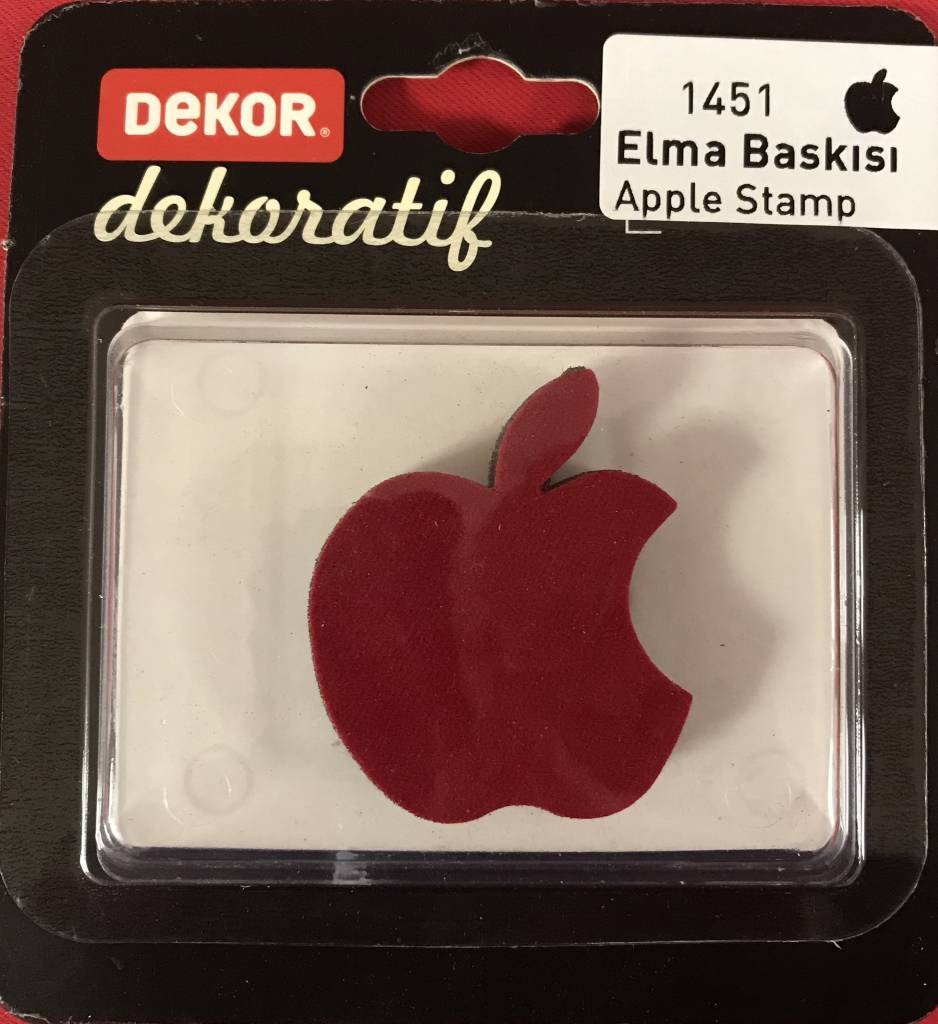 DeKOR®
dekoratif
1451
Elma Baskısı
Apple Stamp